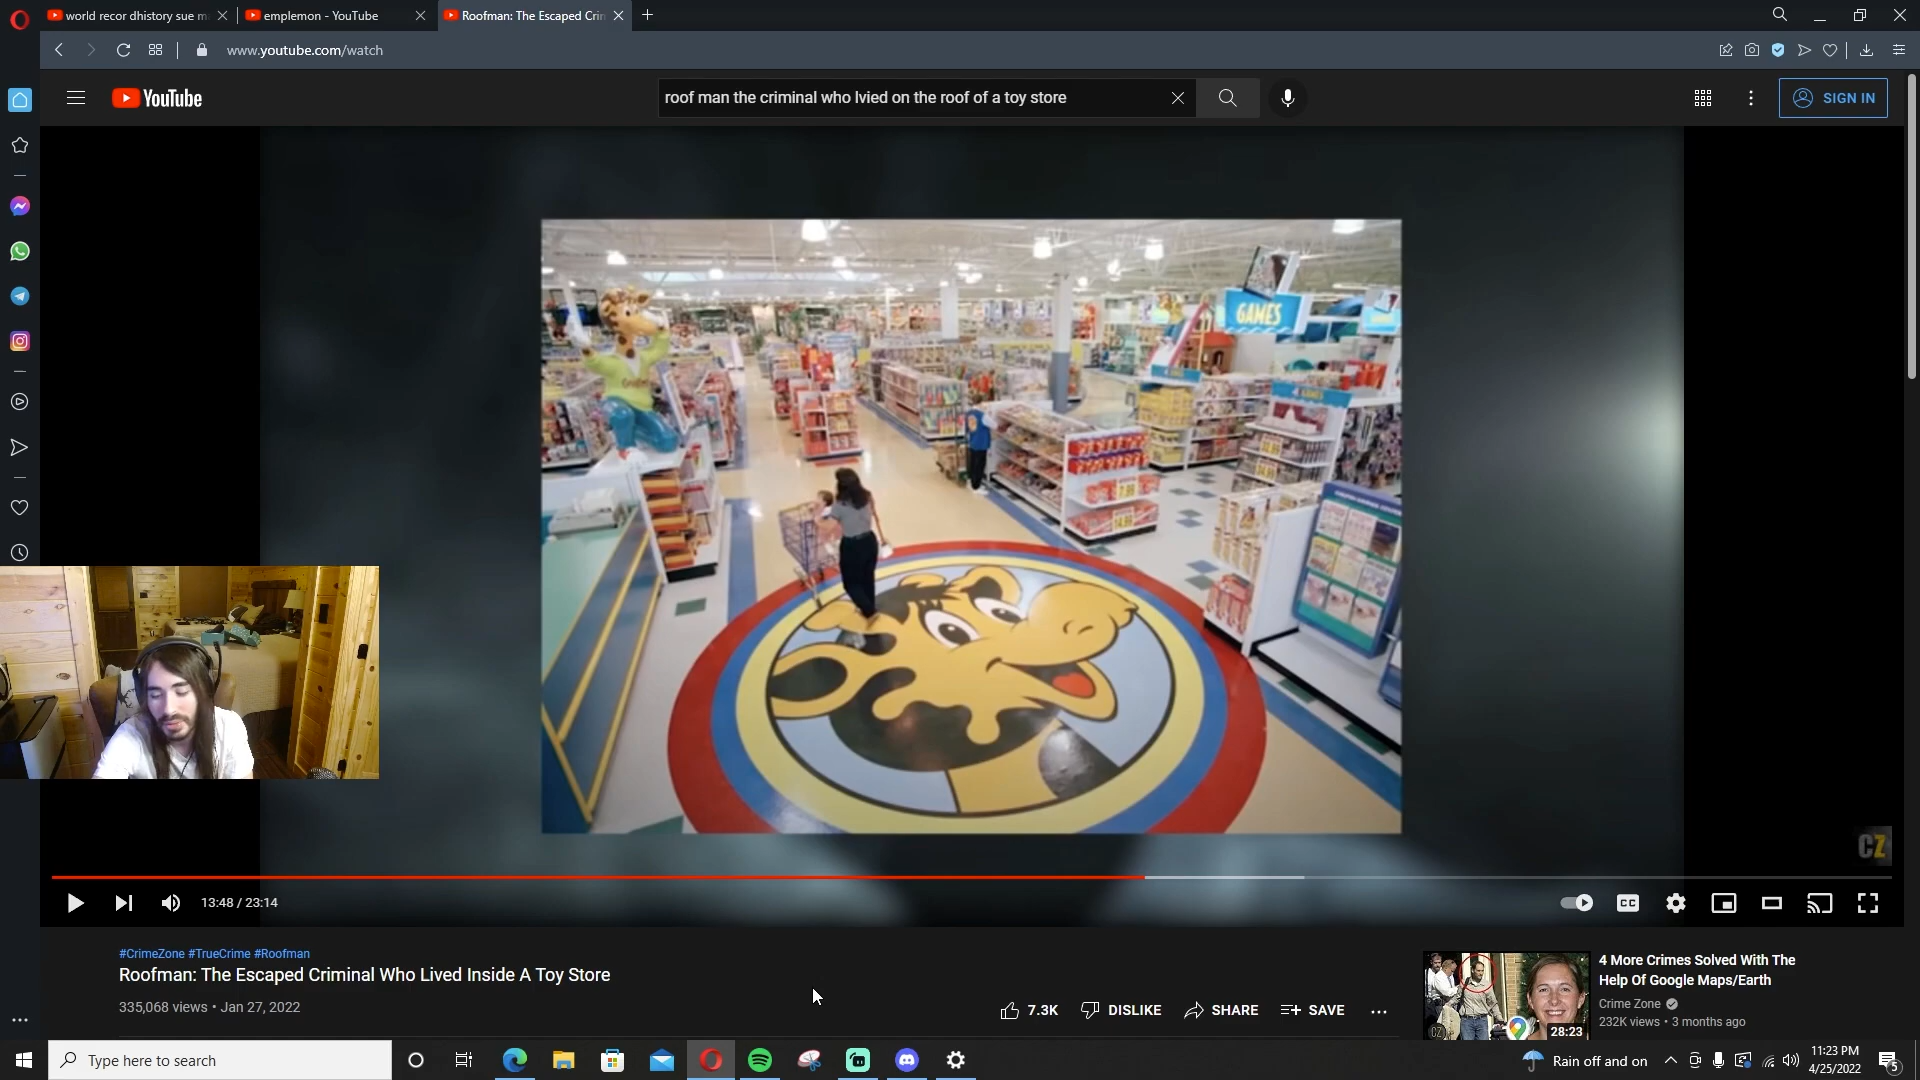 world recor dhistory sue m
emplemon - YouTube
Roofman: The Escaped Crin
www.youtube.com/watch
YouTube
roof man the criminal who lvied on the roof of a toy store
SIGN IN
GAMES
CZ
13:48 / 23:14
CC
#CrimeZone #TrueCrime #Roofman
Roofman: The Escaped Criminal Who Lived Inside A Toy Store
335,068 views • Jan 27, 2022
7.3K
DISLIKE
SHARE
SAVE
28:23
4 More Crimes Solved With The
Help Of Google Maps/Earth
Crime Zone
232K views • 3 months ago
Type here to search
Rain off and on
11:23 PM
4/25/2022
5